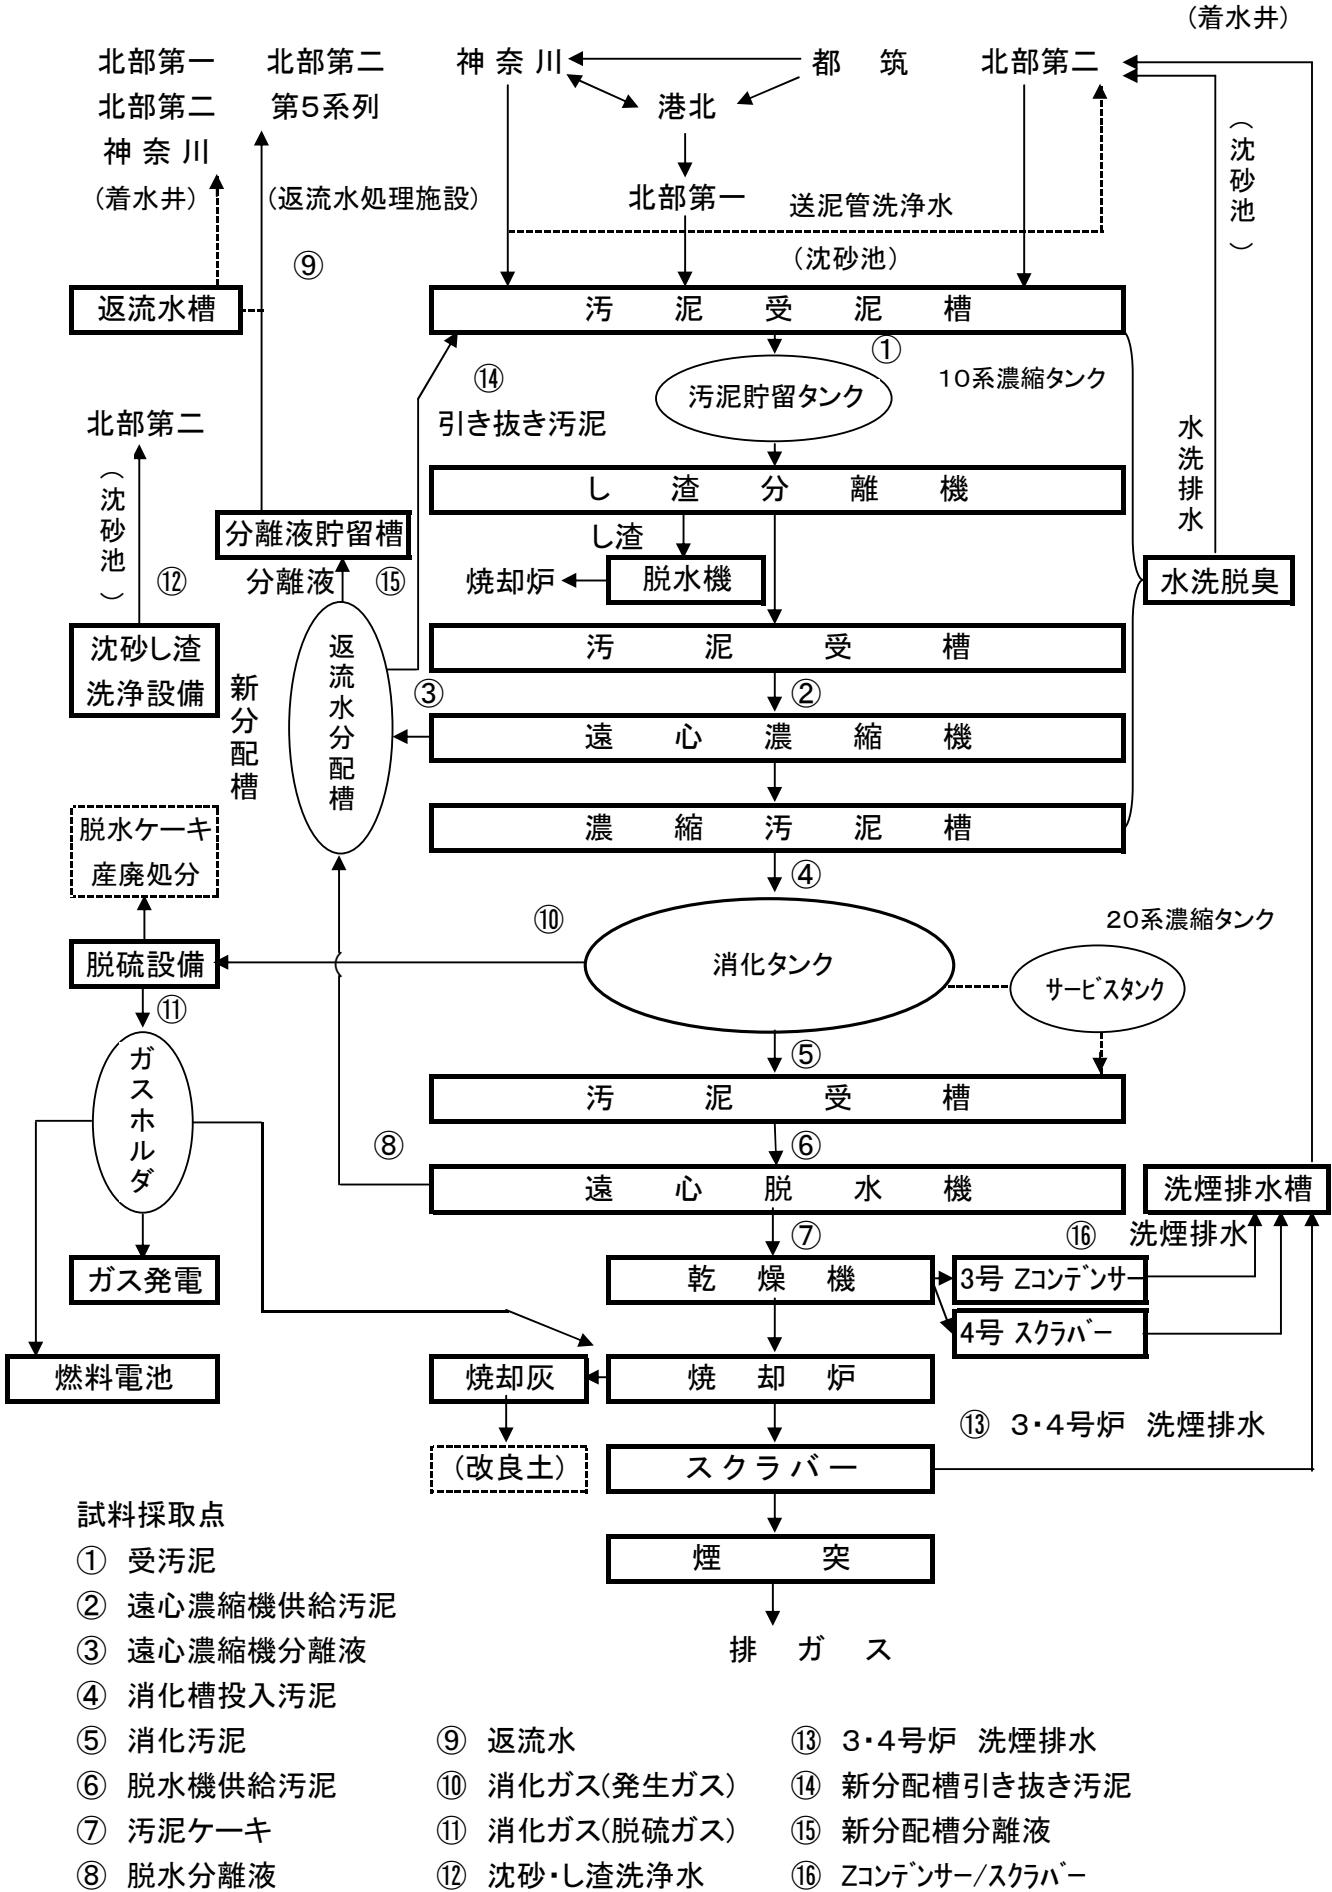 (着水井)
北部第一 北部第二 神奈川 都筑 北部第二
北部第二 第5系列 港北
神奈川
(着水井) (返流水処理施設) 北部第一 送泥管洗浄水
(沈砂池)
⑨ (沈砂池)
返流水槽 汚泥受泥槽
①
⑭ 汚泥貯留タンク 10系濃縮タンク
北部第二 引き抜き汚泥
水洗排水
(沈砂池)
し渣分離機
分離液貯留槽 し渣
⑫ 分離液 ⑮ 焼却炉 脱水機 水洗脱臭
沈砂し渣
洗浄設備
返流水分配槽
新分配槽
汚泥受槽
③ ②
遠心濃縮機
脱水ケーキ
産廃処分
濃縮汚泥槽
④
⑩ 20系濃縮タンク
脱硫設備 消化タンク サービスタンク
⑪ ⑤
ガスホルダ
汚泥受槽
⑧ ⑥
遠心脱水機 洗煙排水槽
⑦ ⑯ 洗煙排水
ガス発電 乾燥機 3号 Zコンデンサー
4号 スクラバー
燃料電池 焼却灰 焼却炉
⑬ 3・4号炉 洗煙排水
(改良土) スクラバー
試料採取点
① 受汚泥 煙突
② 遠心濃縮機供給汚泥
③ 遠心濃縮機分離液 排ガス
④ 消化槽投入汚泥
⑤ 消化汚泥 ⑨ 返流水 ⑬ 3・4号炉 洗煙排水
⑥ 脱水機供給汚泥 ⑩ 消化ガス(発生ガス) ⑭ 新分配槽引き抜き汚泥
⑦ 汚泥ケーキ ⑪ 消化ガス(脱硫ガス) ⑮ 新分配槽分離液
⑧ 脱水分離液 ⑫ 沈砂・し渣洗浄水 ⑯ Zコンデンサー/スクラバー